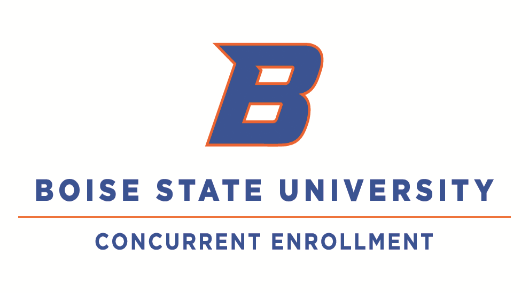 B
BOISE STATE UNIVERSITY
CONCURRENT ENROLLMENT